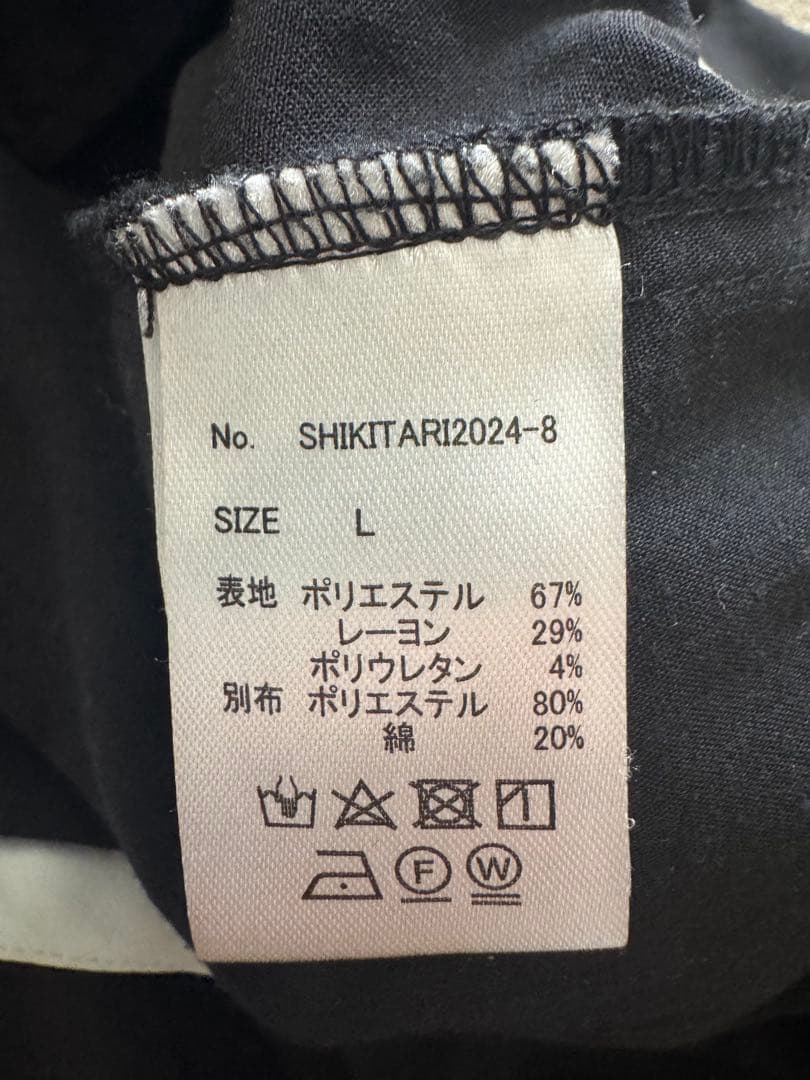 No. SHIKITARI2024-8
SIZE L
表地 ポリエステル 67%
レーヨン 29%
ポリウレタン 4%
別布 ポリエステル 80%
綿 20%
F W